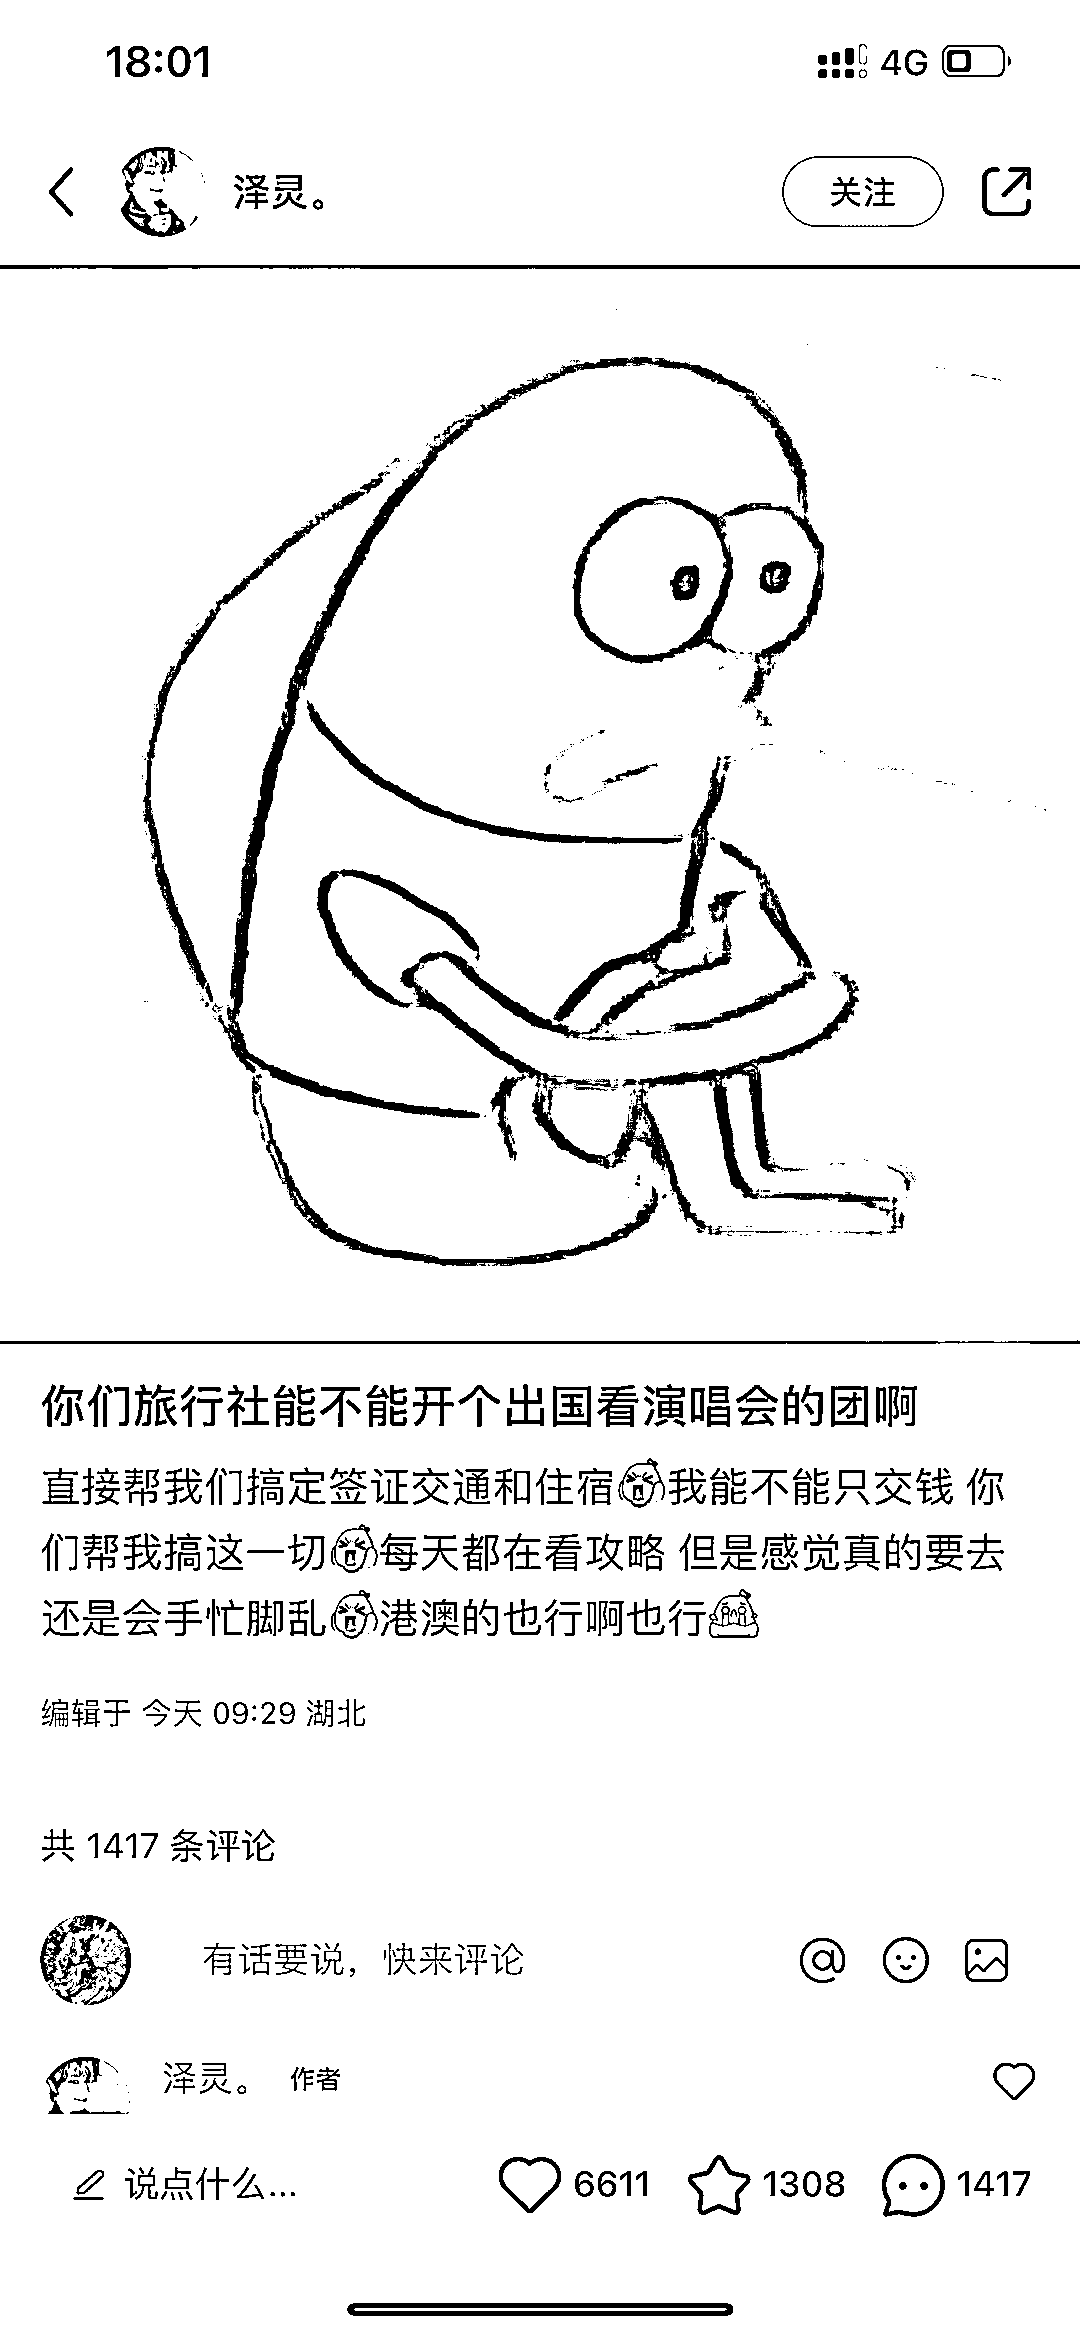 18:01
4G
泽灵。
关注
你们旅行社能不能开个出国看演唱会的团啊
直接帮我们搞定签证交通和住宿😭我能不能只交钱 你
们帮我搞这一切😭每天都在看攻略 但是感觉真的要去
还是会手忙脚乱😭港澳的也行啊也行😭
编辑于 今天 09:29 湖北
共 1417 条评论
有话要说，快来评论
泽灵。 作者
说点什么... 6611 1308 1417